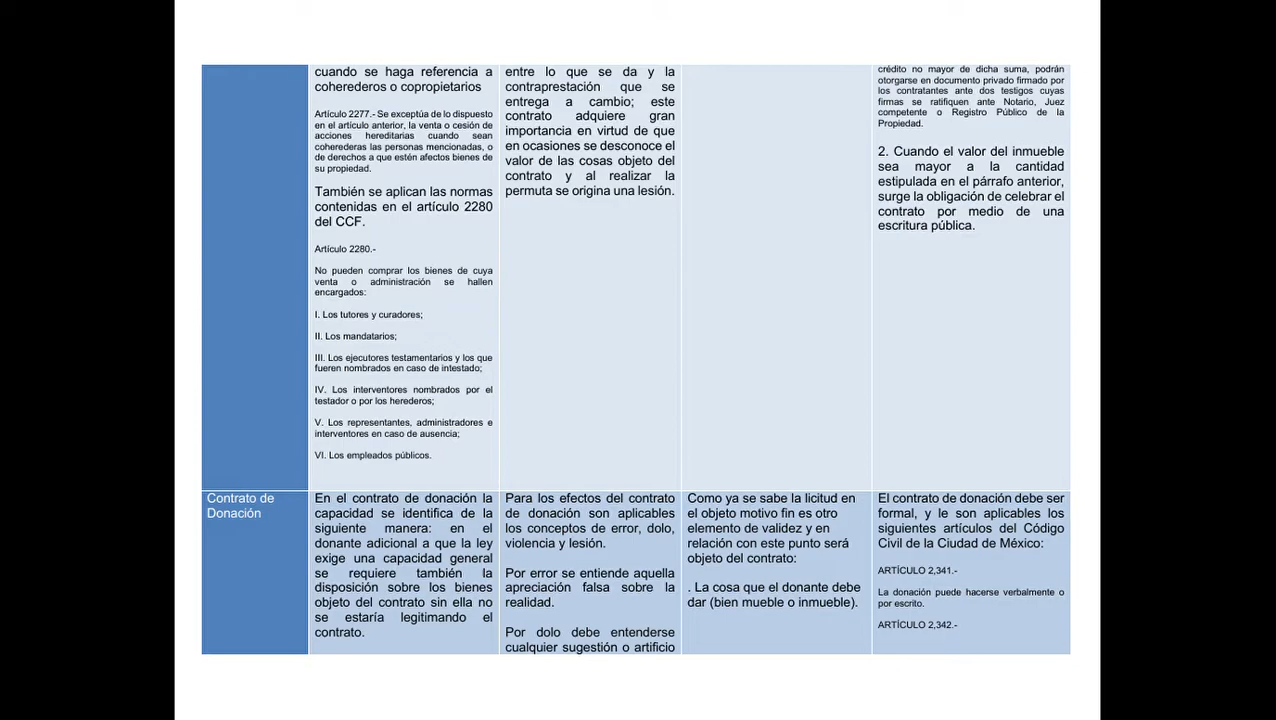 cuando se haga referencia a
coherederos o copropietarios
Artículo 2277.- Se exceptúa de lo dispuesto
en el artículo anterior, la venta o cesión de
acciones hereditarias cuando sean
coherederas las personas mencionadas, o
de derechos a que estén afectos bienes de
su propiedad.
También se aplican las normas
contenidas en el artículo 2280
del CCF.
Artículo 2280.-
No pueden comprar los bienes de cuya
venta o administración se hallen
encargados:
I. Los tutores y curadores;
II. Los mandatarios;
III. Los ejecutores testamentarios y los que
fueren nombrados en caso de intestado;
IV. Los interventores nombrados por el
testador o por los herederos;
V. Los representantes, administradores e
interventores en caso de ausencia;
VI. Los empleados públicos.
entre lo que se da y la
contraprestación que se
entrega a cambio; este
contrato adquiere gran
importancia en virtud de que
en ocasiones se desconoce el
valor de las cosas objeto del
contrato y al realizar la
permuta se origina una lesión.
crédito no mayor de dicha suma, podrán
otorgarse en documento privado firmado por
los contratantes ante dos testigos cuyas
firmas se ratifiquen ante Notario, Juez
competente o Registro Público de la
Propiedad.
2. Cuando el valor del inmueble
sea mayor a la cantidad
estipulada en el párrafo anterior,
surge la obligación de celebrar el
contrato por medio de una
escritura pública.
Contrato de
Donación
En el contrato de donación la
capacidad se identifica de la
siguiente manera: en el
donante adicional a que la ley
exige una capacidad general
se requiere también la
disposición sobre los bienes
objeto del contrato sin ella no
se estaría legitimando el
contrato.
Para los efectos del contrato
de donación son aplicables
los conceptos de error, dolo,
violencia y lesión.
Por error se entiende aquella
apreciación falsa sobre la
realidad.
Por dolo debe entenderse
cualquier sugestión o artificio
Como ya se sabe la licitud en
el objeto motivo fin es otro
elemento de validez y en
relación con este punto será
objeto del contrato:
. La cosa que el donante debe
dar (bien mueble o inmueble).
El contrato de donación debe ser
formal, y le son aplicables los
siguientes artículos del Código
Civil de la Ciudad de México:
ARTÍCULO 2,341.-
La donación puede hacerse verbalmente o
por escrito.
ARTÍCULO 2,342.-